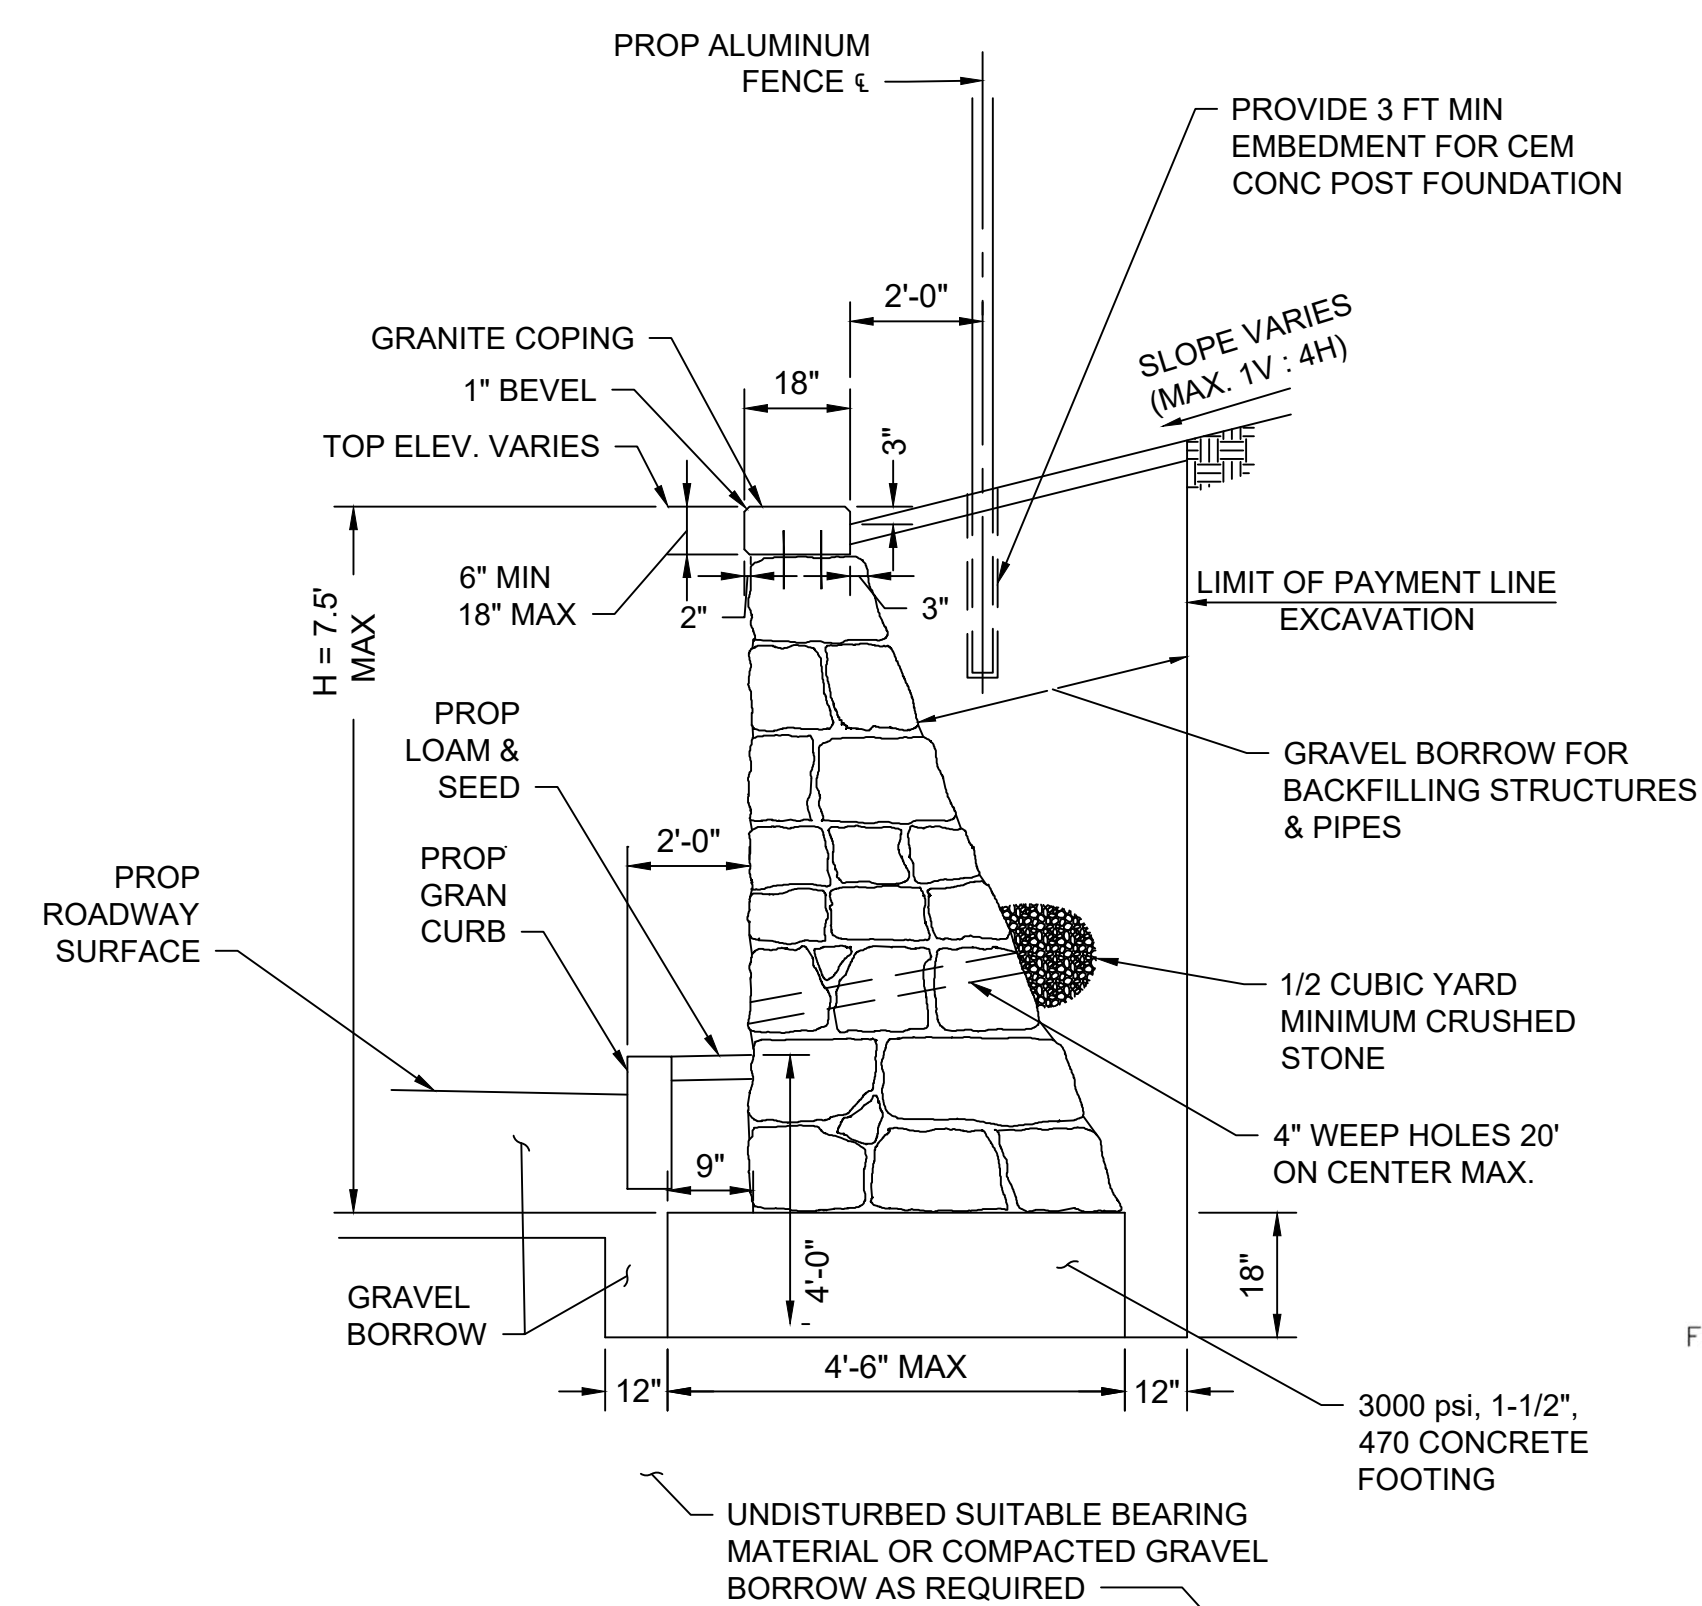 PROP ALUMINUM
FENCE ℄
PROVIDE 3 FT MIN
EMBEDMENT FOR CEM
CONC POST FOUNDATION
2'-0"
SLOPE VARIES
(MAX. 1V : 4H)
GRANITE COPING
1" BEVEL
18"
TOP ELEV. VARIES
3"
6" MIN
18" MAX
2"
3"
LIMIT OF PAYMENT LINE
EXCAVATION
H = 7.5'
MAX
PROP
LOAM &
SEED
GRAVEL BORROW FOR
BACKFILLING STRUCTURES
& PIPES
2'-0"
PROP
GRAN
CURB
PROP
ROADWAY
SURFACE
1/2 CUBIC YARD
MINIMUM CRUSHED
STONE
4" WEEP HOLES 20'
ON CENTER MAX.
9"
4'-0"
18"
GRAVEL
BORROW
F
12"
4'-6" MAX
12"
3000 psi, 1-1/2",
470 CONCRETE
FOOTING
UNDISTURBED SUITABLE BEARING
MATERIAL OR COMPACTED GRAVEL
BORROW AS REQUIRED